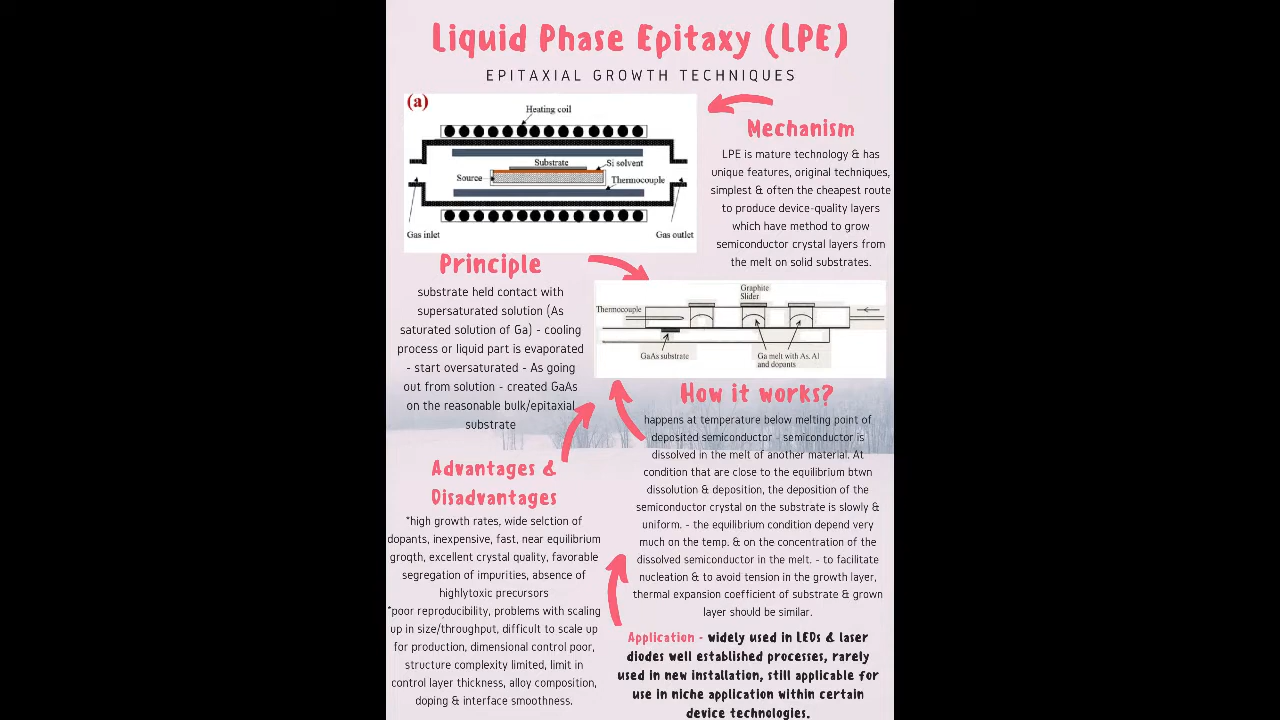 Liquid Phase Epitaxy (LPE)
EPITAXIAL GROWTH TECHNIQUES
(a)
Heating coil
Substrate
Si solvent
Source
Thermocouple
Gas inlet
Gas outlet
Mechanism
LPE is mature technology & has
unique features, original techniques,
simplest & often the cheapest route
to produce device-quality layers
which have method to grow
semiconductor crystal layers from
the melt on solid substrates.
Principle
substrate held contact with
supersaturated solution (As
saturated solution of Ga) - cooling
process or liquid part is evaporated
- start oversaturated - As going
out from solution - created GaAs
on the reasonable bulk/epitaxial
substrate
Graphite
Slider
Thermocouple
GaAs substrate
Ga melt with As, Al
and dopants
How it works?
happens at temperature below melting point of
deposited semiconductor - semiconductor is
dissolved in the melt of another material. At
condition that are close to the equilibrium btwn
dissolution & deposition, the deposition of the
semiconductor crystal on the substrate is slowly &
uniform. - the equilibrium condition depend very
much on the temp. & on the concentration of the
dissolved semiconductor in the melt. - to facilitate
nucleation & to avoid tension in the growth layer,
thermal expansion coefficient of substrate & grown
layer should be similar.
Advantages &
Disadvantages
*high growth rates, wide selction of
dopants, inexpensive, fast, near equilibrium
groqth, excellent crystal quality, favorable
segregation of impurities, absence of
highlytoxic precursors
*poor reproducibility, problems with scaling
up in size/throughput, difficult to scale up
for production, dimensional control poor,
structure complexity limited, limit in
control layer thickness, alloy composition,
doping & interface smoothness.
Application - widely used in LEDs & laser
diodes well established processes, rarely
used in new installation, still applicable for
use in niche application within certain
device technologies.